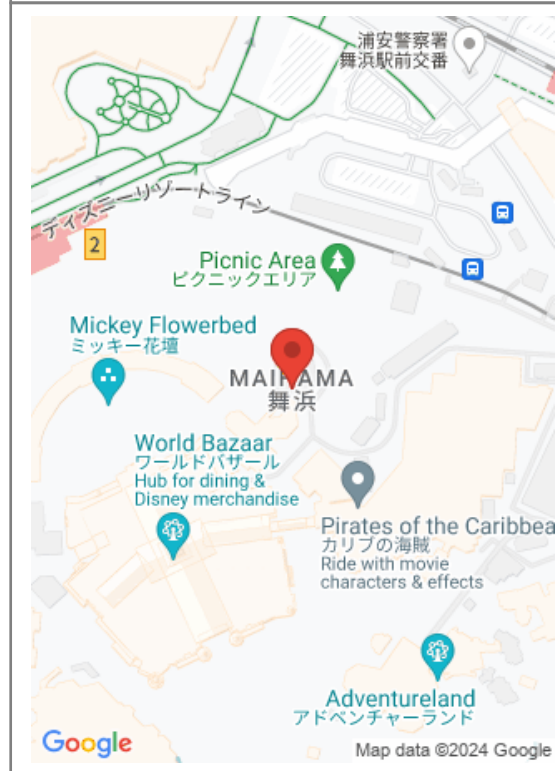 浦安警察署
舞浜駅前交番
ディズニーリゾートライン
2
Picnic Area
ピクニックエリア
Mickey Flowerbed
ミッキー花壇
MAIHAMA
舞浜
World Bazaar
ワールドバザール
Hub for dining &
Disney merchandise
Pirates of the Caribbea
カリブの海賊
Ride with movie
characters & effects
Adventureland
アドベンチャーランド
Google
Map data ©2024 Google